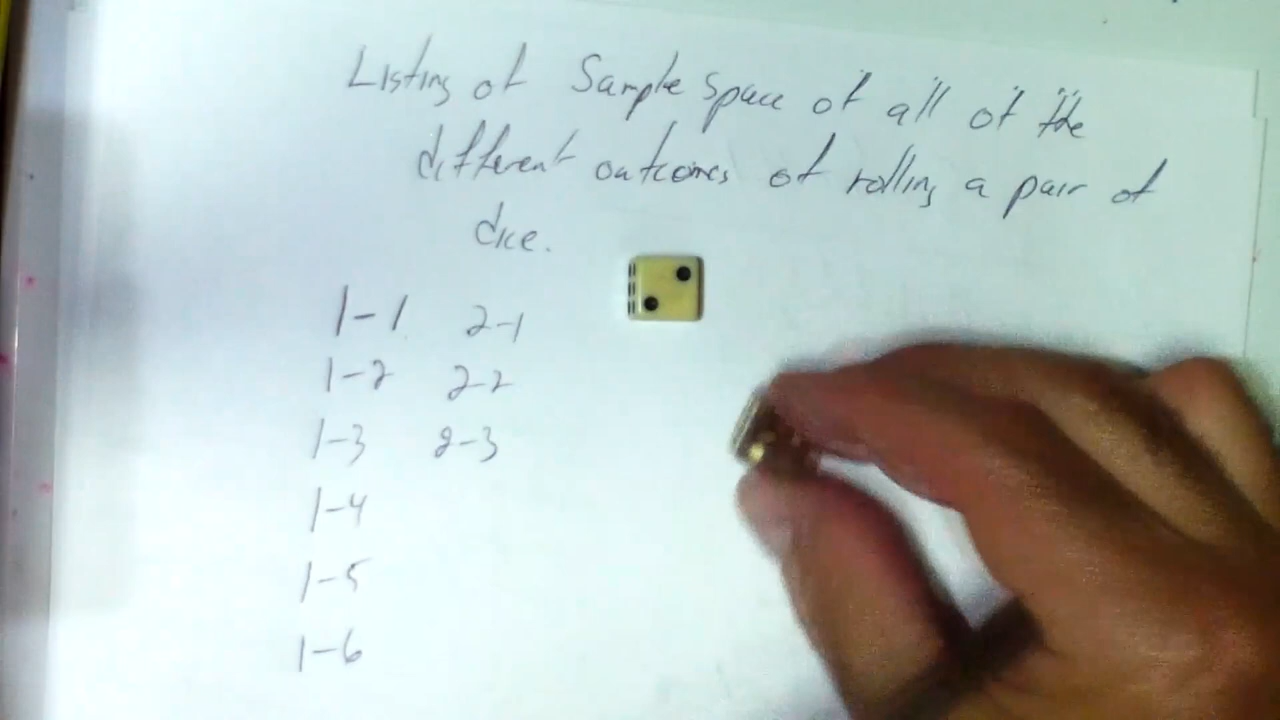 Listing of Sample Space of all of the
different outcomes of rolling a pair of
dice.
1-1 2-1
1-2 2-2
1-3 2-3
1-4
1-5
1-6